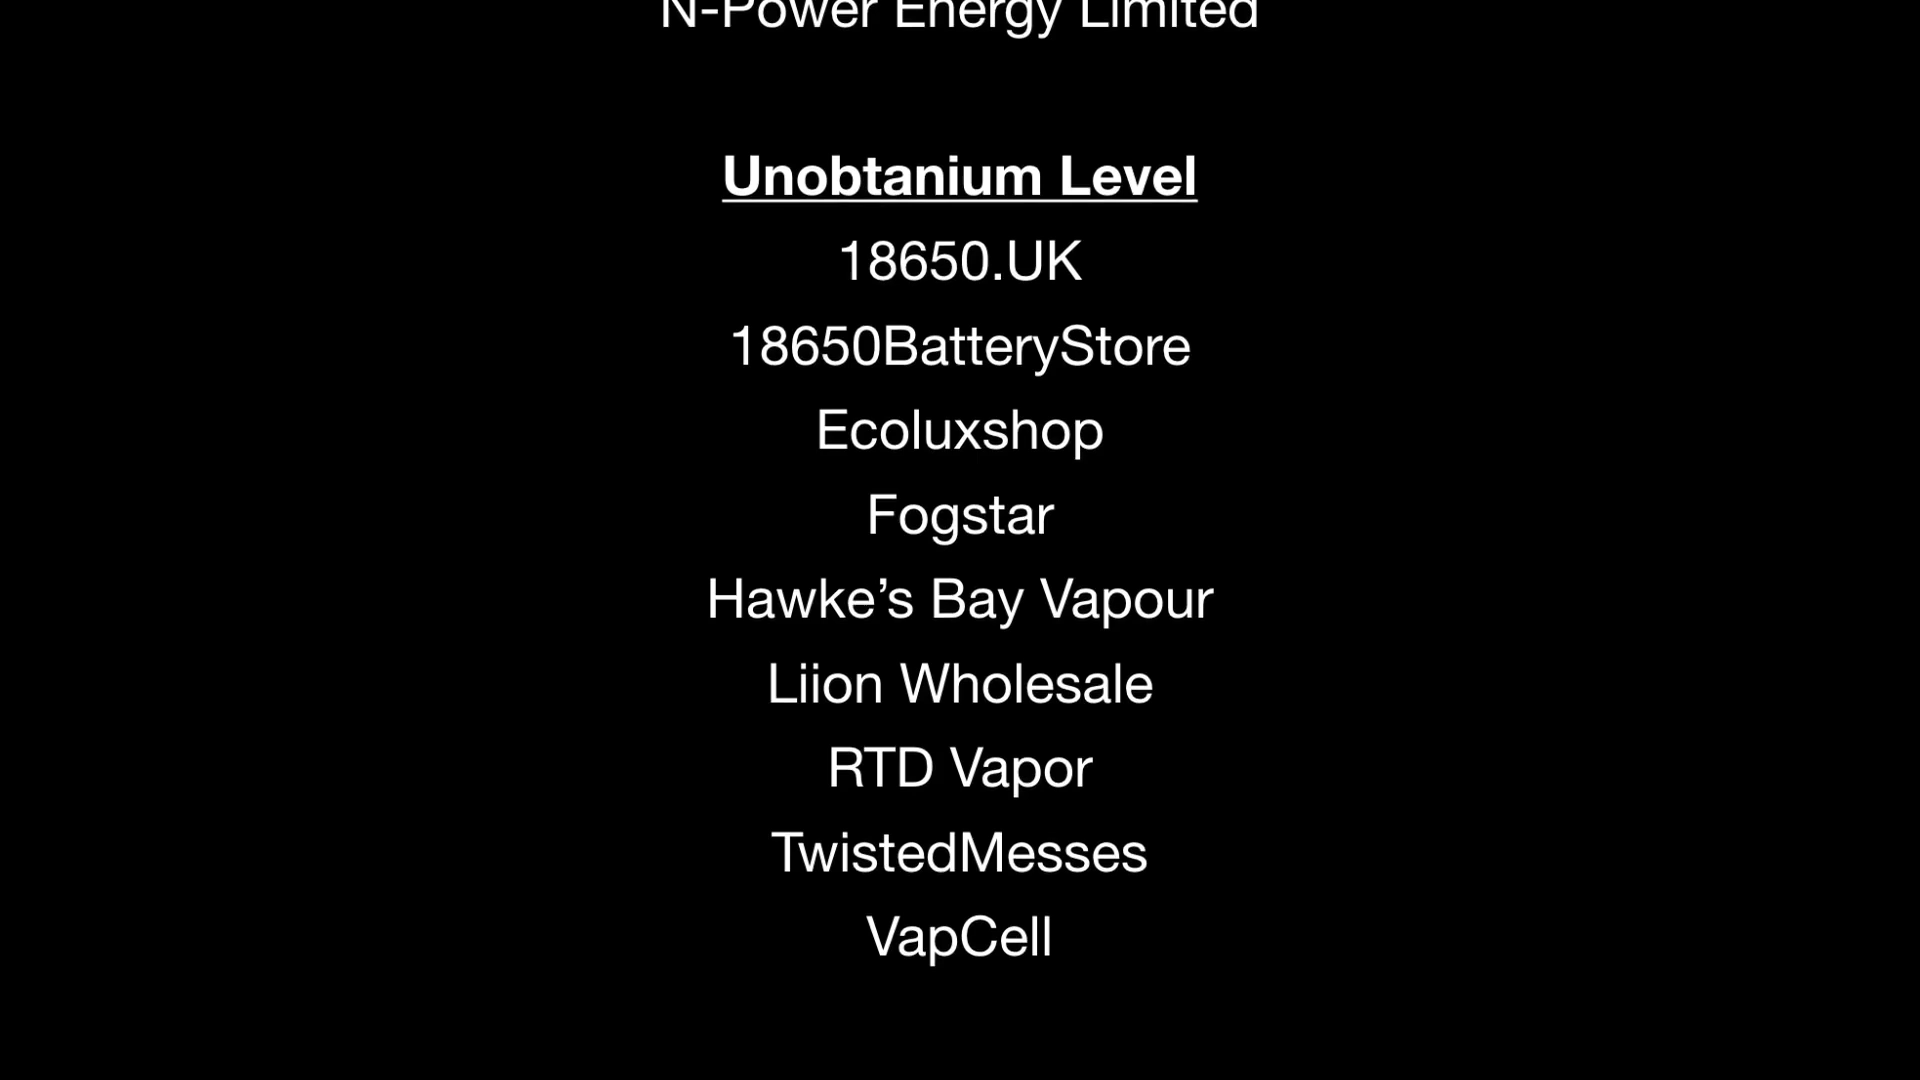 N-Power Energy Limited
Unobtanium Level
18650.UK
18650BatteryStore
Ecoluxshop
Fogstar
Hawke’s Bay Vapour
Liion Wholesale
RTD Vapor
TwistedMesses
VapCell